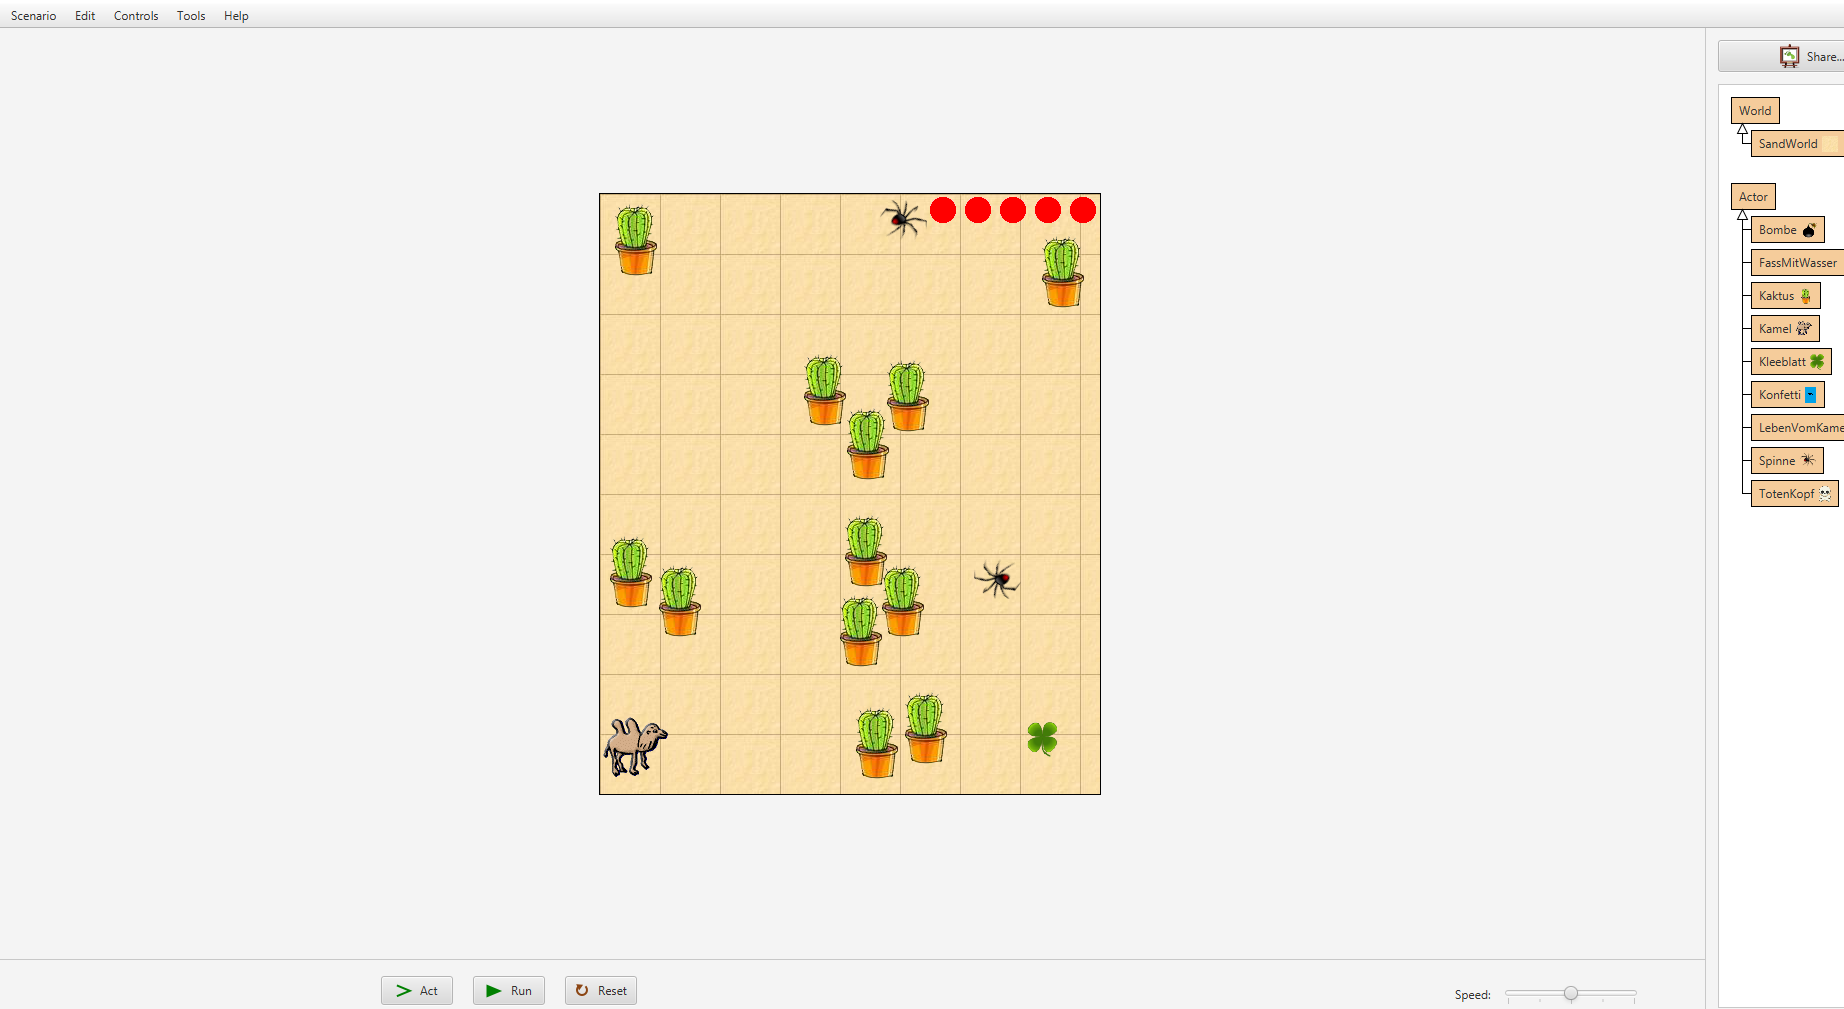 Scenario Edit Controls Tools Help
Share...
World
SandWorld
Actor
Bombe
FassMitWasser
Kaktus
Kamel
Kleeblatt
Konfetti
LebenVomKame
Spinne
TotenKopf
Act Run Reset Speed: